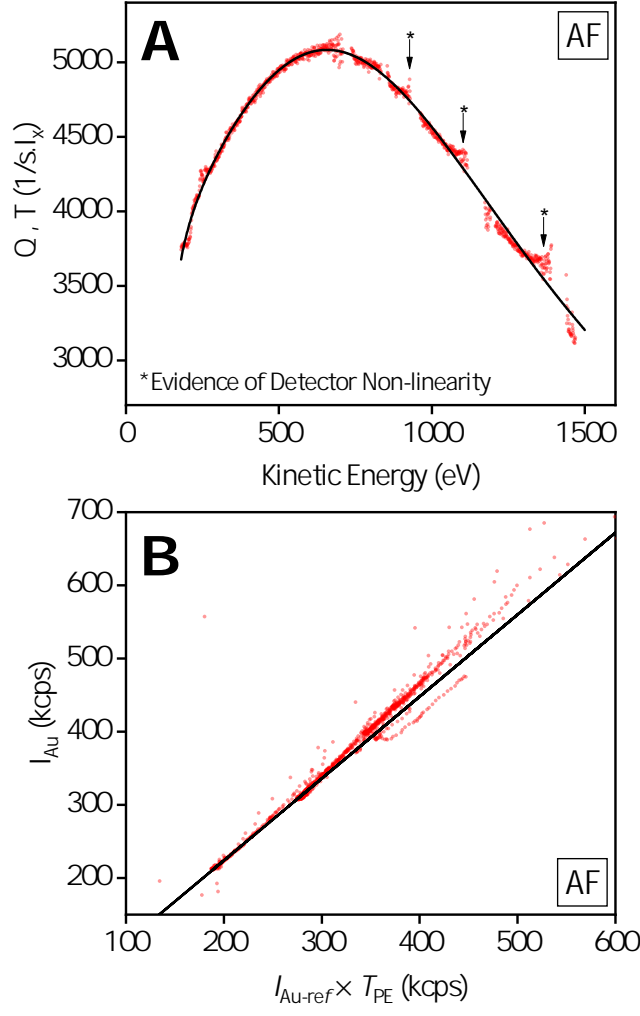 A
AF
*
*
*
5000
4500
4000
3500
3000
Q, T (1/s.Iχ)
*Evidence of Detector Non-linearity
0
500
1000
1500
Kinetic Energy (eV)
B
700
600
500
400
300
200
I_Au (kcps)
AF
100
200
300
400
500
600
I_Au-ref × T_PE (kcps)